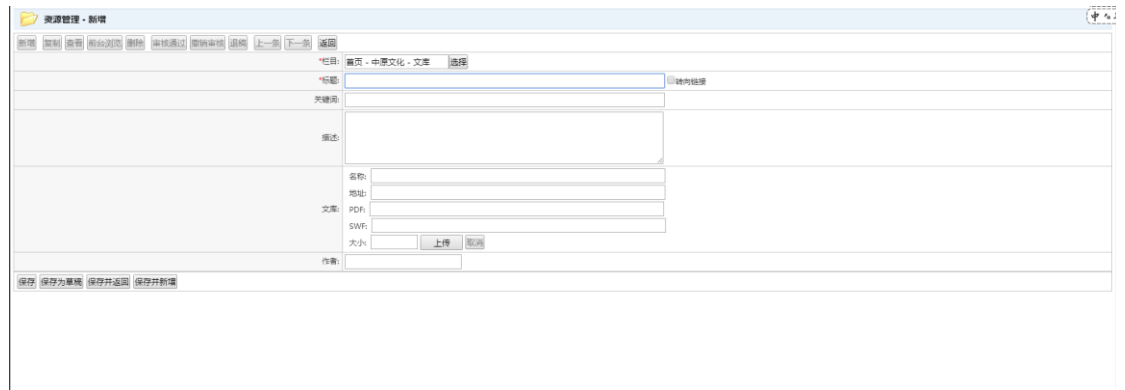 资源管理 - 新增
中
新增 复制 查看 前台浏览 删除 审核通过 撤销审核 退稿 上一条 下一条 返回
*栏目: 首页 - 中原文化 - 文库 选择
*标题: 转向链接
关键词:
描述:
名称:
地址:
文库: PDF:
SWF:
大小: 上传 取消
作者:
保存 保存为草稿 保存并返回 保存并新增